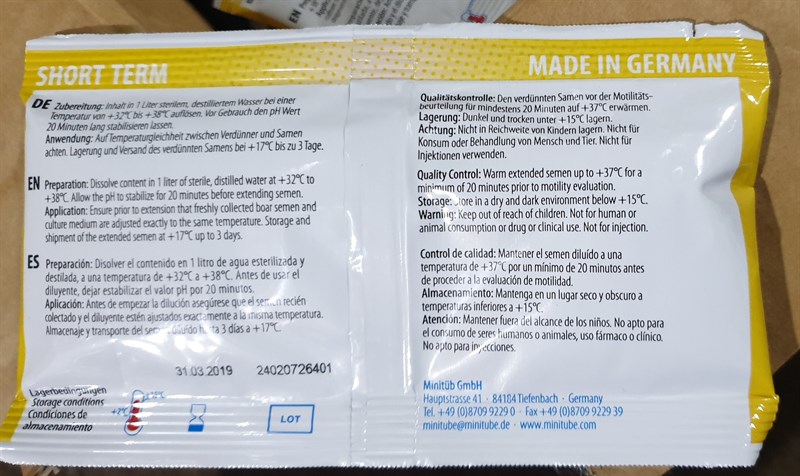 EN
SHORT TERM
MADE IN GERMANY
DE Zubereitung: Inhalt in 1 Liter sterilem, destilliertem Wasser bei einer
Temperatur von +32°C bis +38°C auflösen. Vor Gebrauch den pH Wert
20 Minuten lang stabilisieren lassen.
Anwendung: Auf Temperaturgleichheit zwischen Verdünner und Samen
achten. Lagerung und Versand des verdünnten Samens bei +17°C bis zu 3 Tage.
EN Preparation: Dissolve content in 1 liter of sterile, distilled water at +32°C to
+38°C. Allow the pH to stabilize for 20 minutes before extending semen.
Application: Ensure prior to extension that freshly collected boar semen and
culture medium are adjusted exactly to the same temperature. Storage and
shipment of the extended semen at +17°C up to 3 days.
ES Preparación: Disolver el contenido en 1 litro de agua esterilizada y
destilada, a una temperatura de +32°C a +38°C. Antes de usar el
diluyente, dejar estabilizar el valor pH por 20 minutos.
Aplicación: Antes de empezar la dilución asegúrese que el semen recién
colectado y el diluyente estén ajustados exactamente a la misma temperatura.
Almacenaje y transporte del semen diluído hasta 3 días a +17°C.
31.03.2019 24020726401
Lagerbedingungen
Storage conditions
Condiciones de
almacenamiento
LOT
Qualitätskontrolle: Den verdünnten Samen vor der Motilitäts-
beurteilung für mindestens 20 Minuten auf +37°C erwärmen.
Lagerung: Dunkel und trocken unter +15°C lagern.
Achtung: Nicht in Reichweite von Kindern lagern. Nicht für
Konsum oder Behandlung von Mensch und Tier. Nicht für
Injektionen verwenden.
Quality Control: Warm extended semen up to +37°C for a
minimum of 20 minutes prior to motility evaluation.
Storage: Store in a dry and dark environment below +15°C.
Warning: Keep out of reach of children. Not for human or
animal consumption or drug or clinical use. Not for injection.
Control de calidad: Mantener el semen diluído a una
temperatura de +37°C por un mínimo de 20 minutos antes
de proceder a la evaluación de motilidad.
Almacenamiento: Mantenga en un lugar seco y obscuro a
temperaturas inferiores a +15°C.
Atención: Mantener fuera del alcance de los niños. No apto para
el consumo de seres humanos o animales, uso fármaco o clínico.
No apto para inyecciones.
Minitüb GmbH
Hauptstrasse 41 · 84184 Tiefenbach · Germany
Tel. +49 (0)8709 9229 0 · Fax +49 (0)8709 9229 39
minitube@minitube.de · www.minitube.com